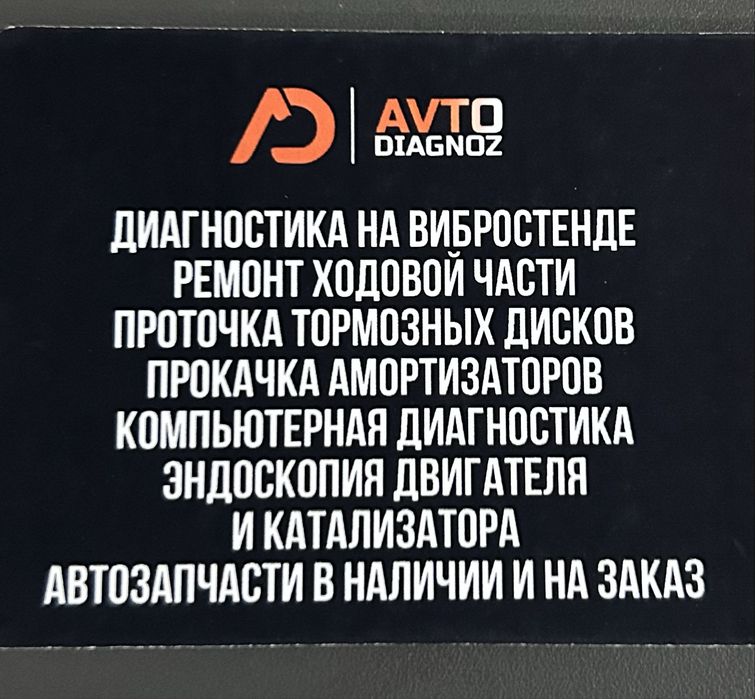 AVTO
DIAGNOZ
ДИАГНОСТИКА НА ВИБРОСТЕНДЕ
РЕМОНТ ХОДОВОЙ ЧАСТИ
ПРОТОЧКА ТОРМОЗНЫХ ДИСКОВ
ПРОКАЧКА АМОРТИЗАТОРОВ
КОМПЬЮТЕРНАЯ ДИАГНОСТИКА
ЭНДОСКОПИЯ ДВИГАТЕЛЯ
И КАТАЛИЗАТОРА
АВТОЗАПЧАСТИ В НАЛИЧИИ И НА ЗАКАЗ